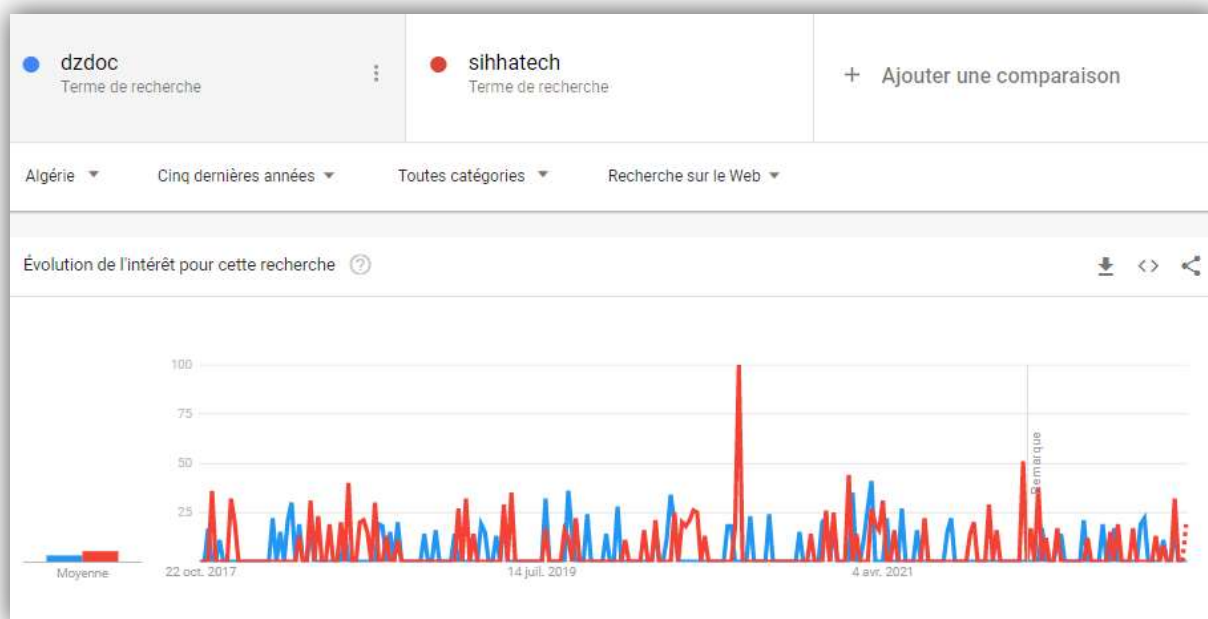 dzdoc
Terme de recherche
sihhatech
Terme de recherche
+ Ajouter une comparaison
Algérie
Cinq dernières années
Toutes catégories
Recherche sur le Web
Évolution de l'intérêt pour cette recherche
100
75
50
25
Remarque
Moyenne
22 oct. 2017
14 juil. 2019
4 avr. 2021